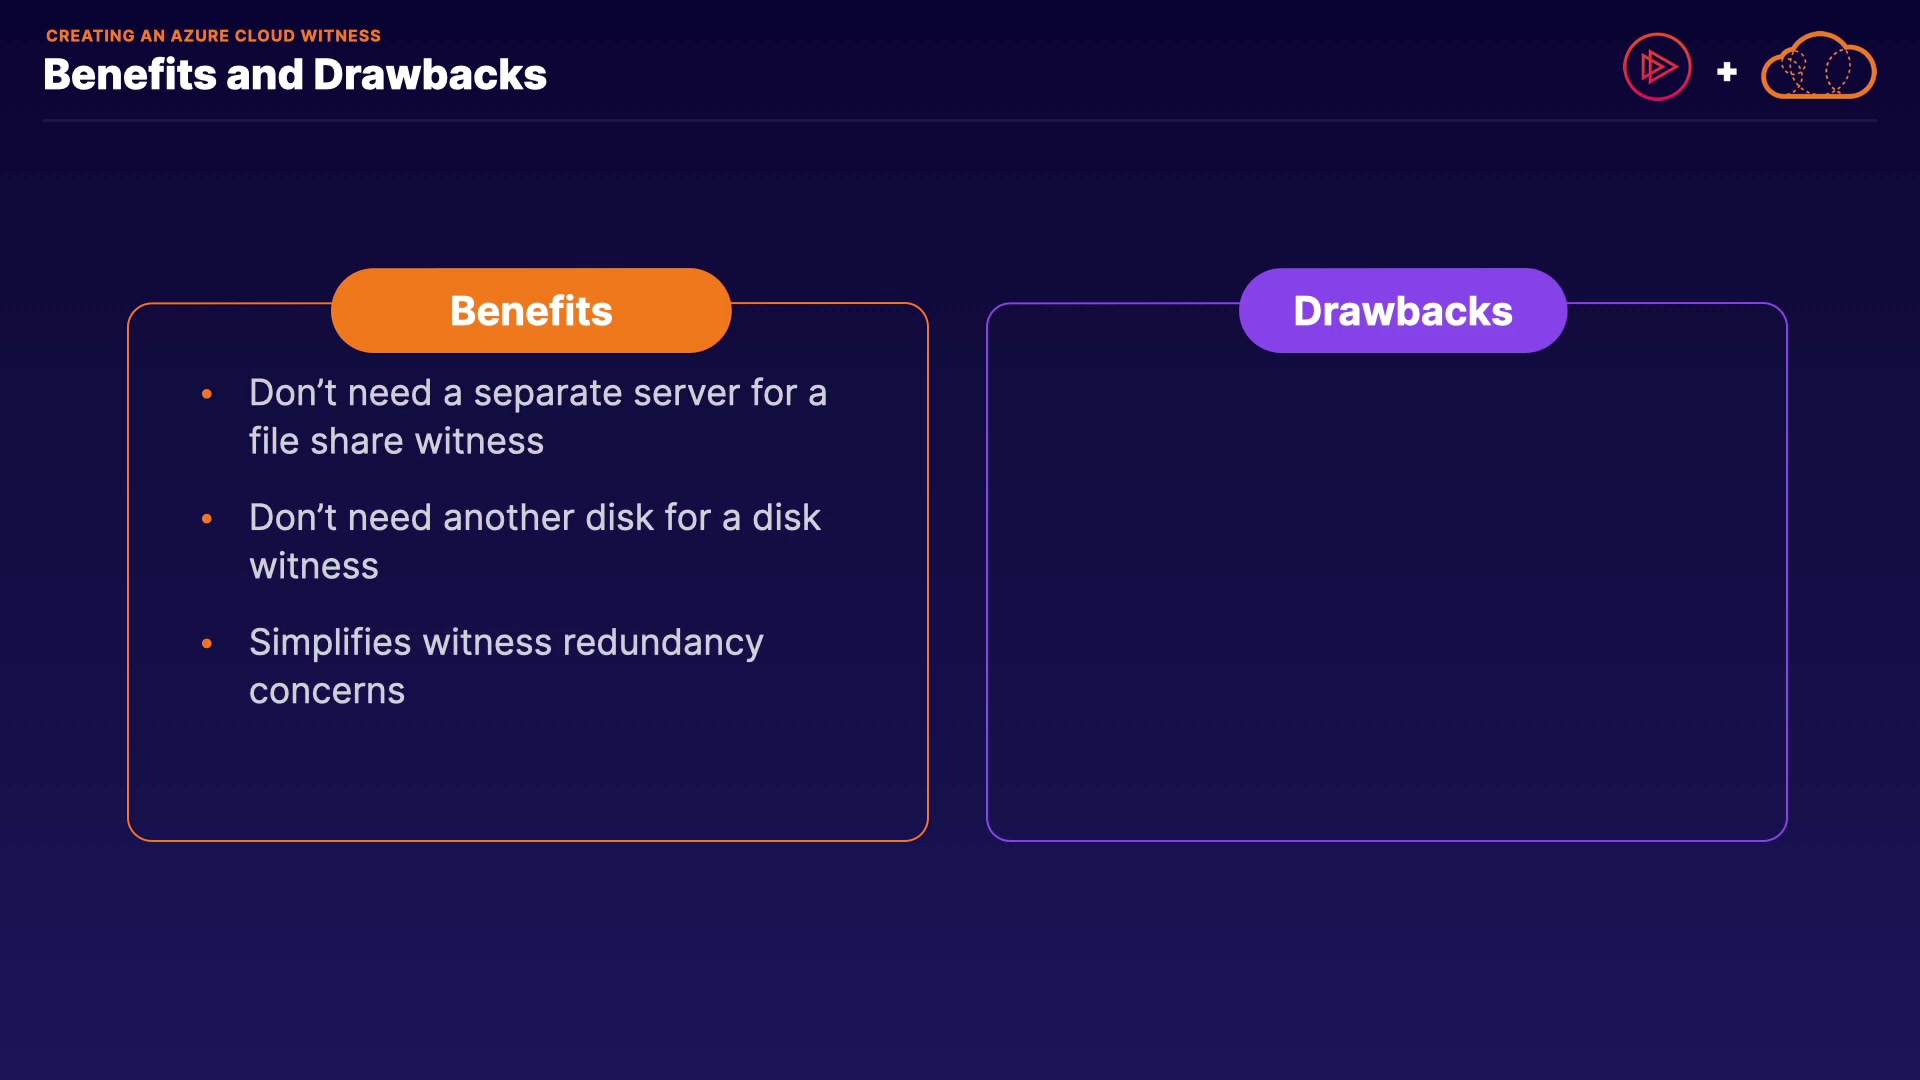 CREATING AN AZURE CLOUD WITNESS
Benefits and Drawbacks
Benefits
• Don’t need a separate server for a
file share witness
• Don’t need another disk for a disk
witness
• Simplifies witness redundancy
concerns
Drawbacks